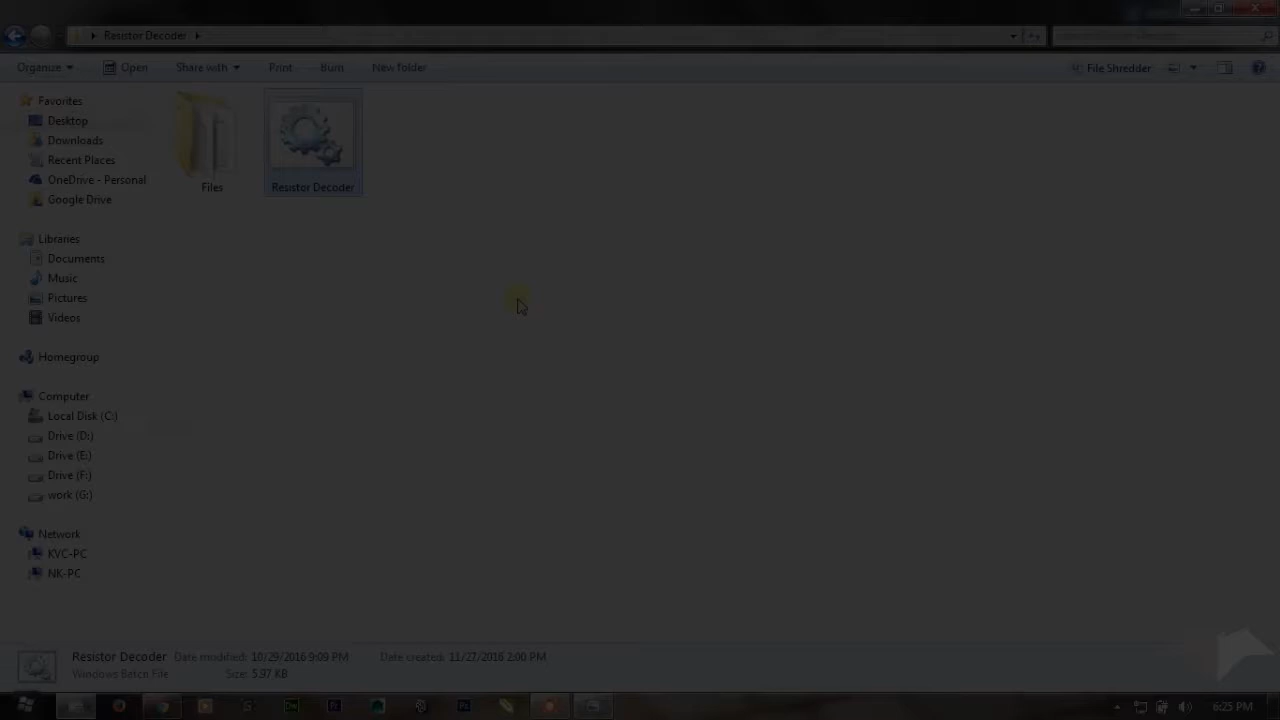 Resistor Decoder
Organize Open Share with Print Burn New folder File Shredder
Favorites
Desktop
Downloads
Recent Places
OneDrive - Personal
Google Drive
Libraries
Documents
Music
Pictures
Videos
Homegroup
Computer
Local Disk (C:)
Drive (D:)
Drive (E:)
Drive (F:)
work (G:)
Network
KVC-PC
NK-PC
Files
Resistor Decoder
Resistor Decoder Date modified: 10/29/2016 9:09 PM Date created: 11/27/2016 2:00 PM
Windows Batch File Size: 5.97 KB
6:25 PM